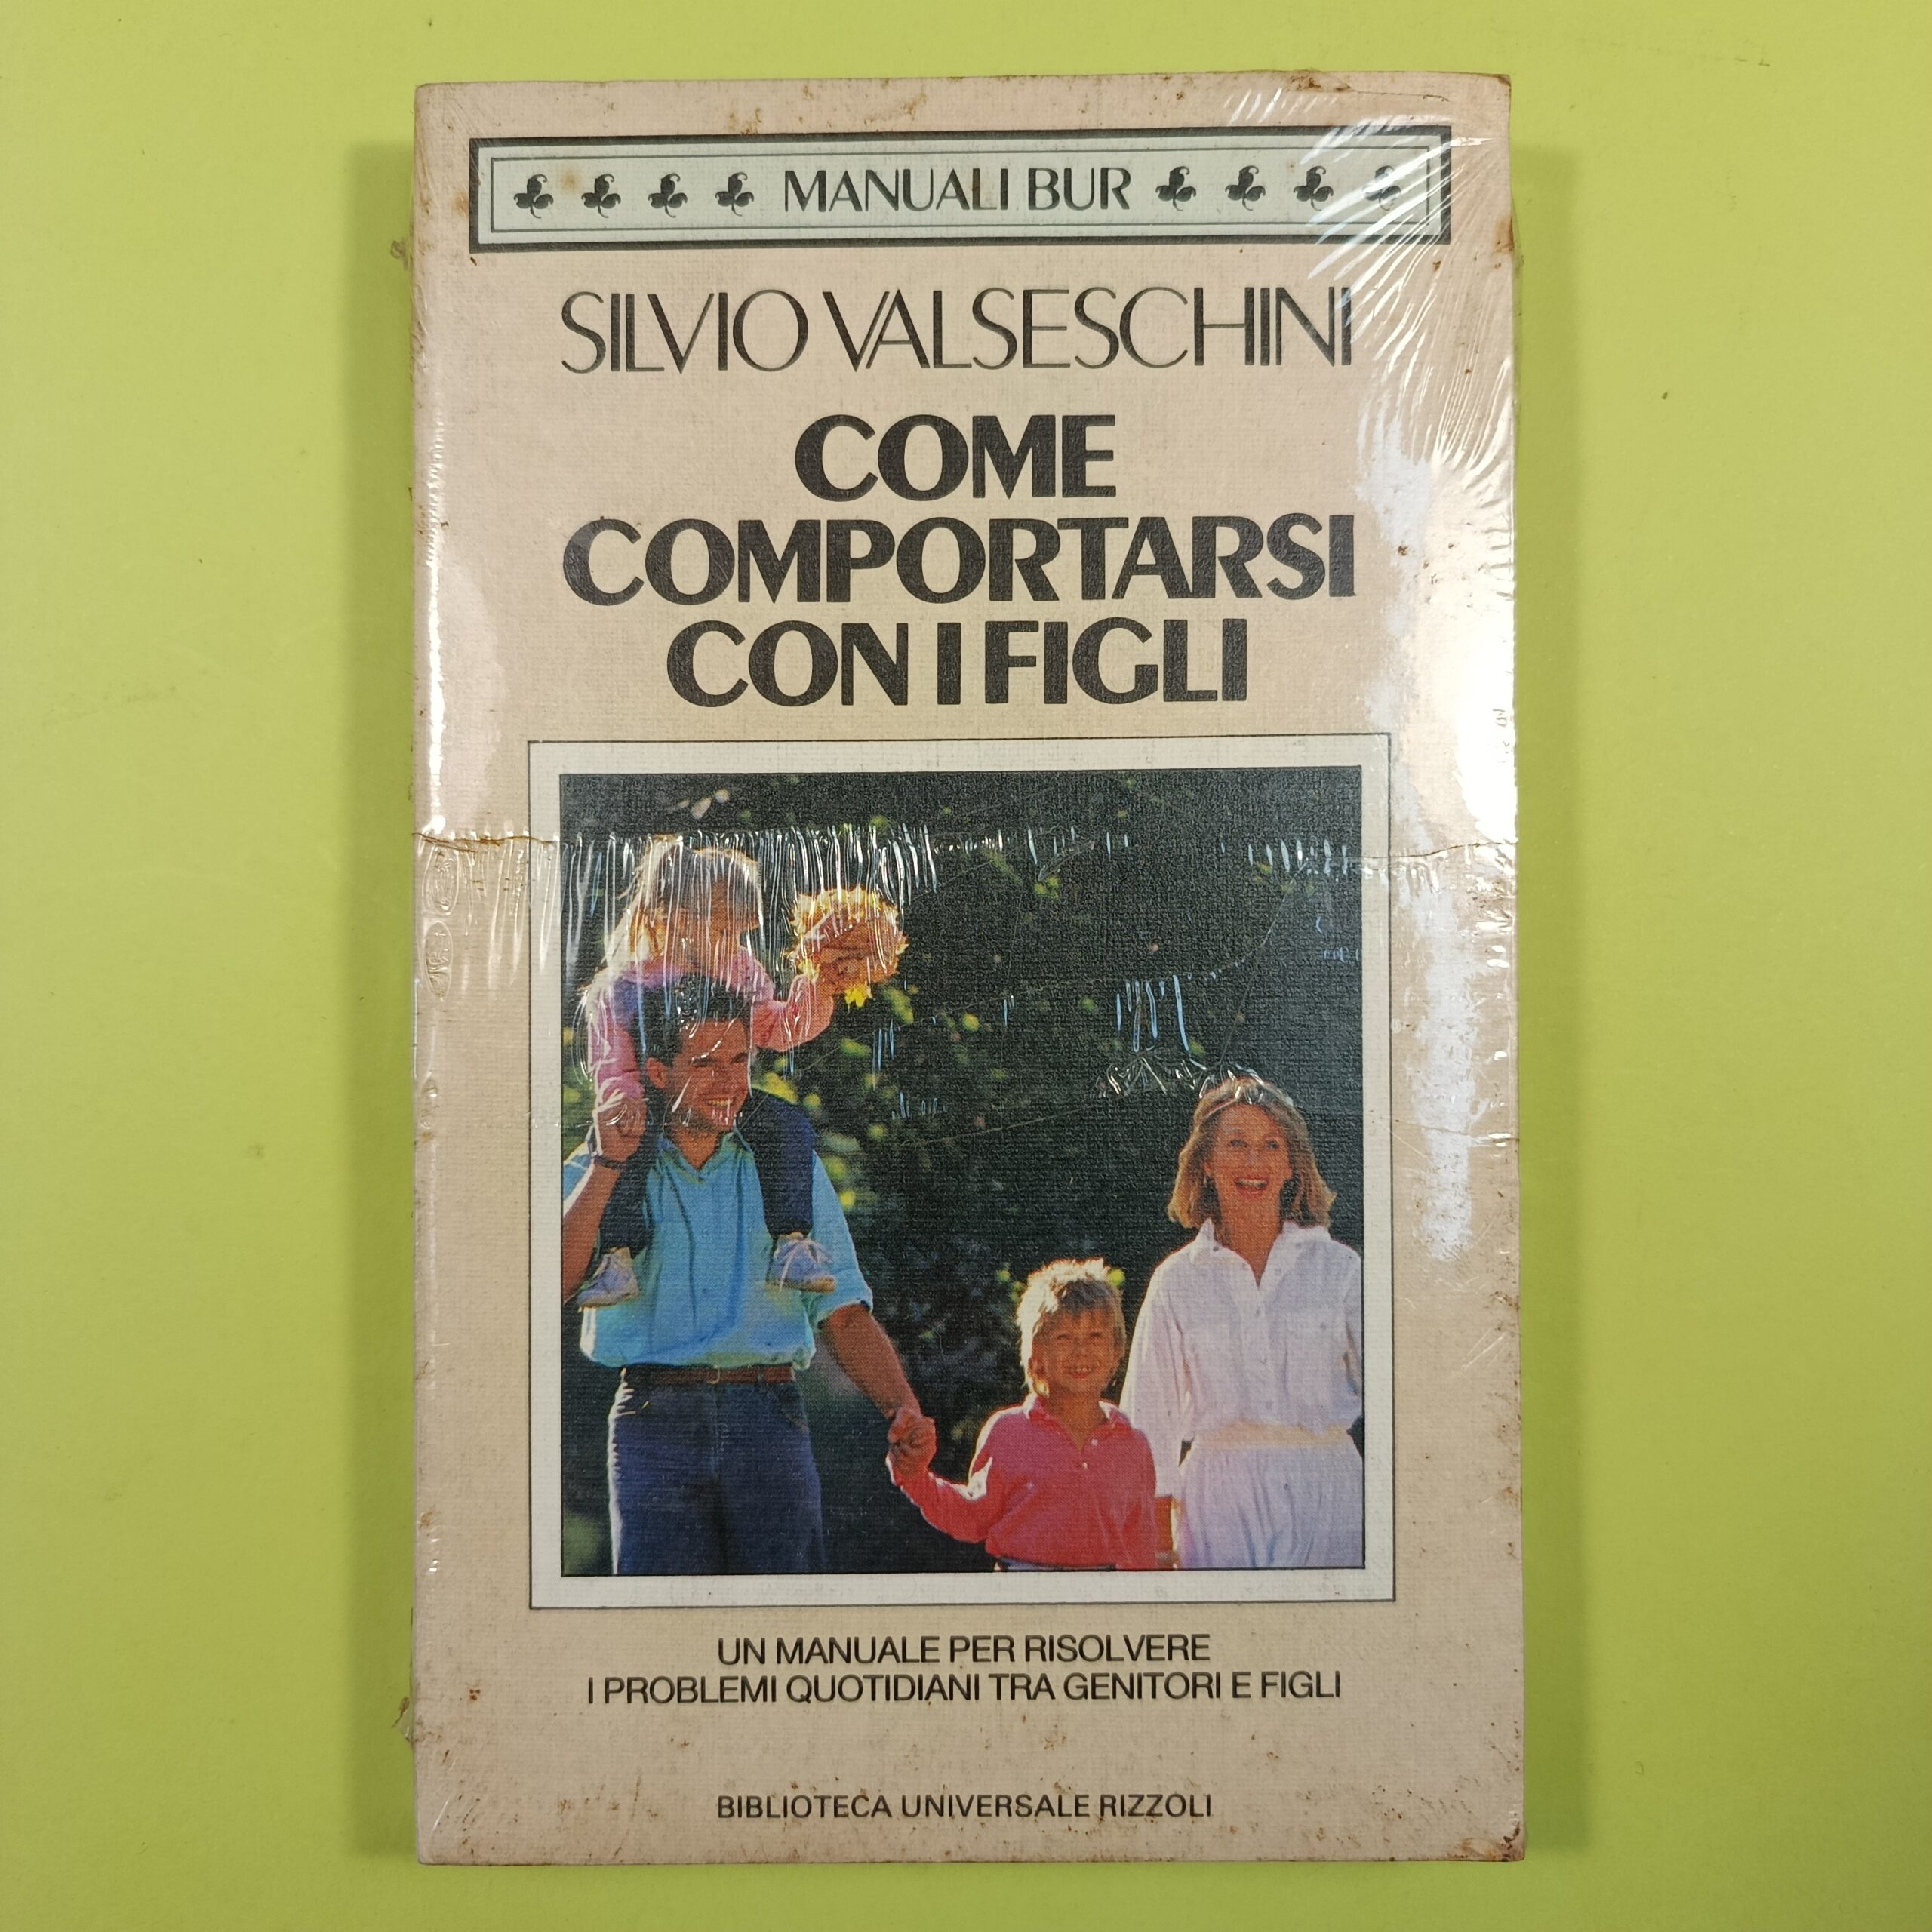 MANUALI BUR
SILVIO VALSESCHINI
COME
COMPORTARSI
CON I FIGLI
UN MANUALE PER RISOLVERE
I PROBLEMI QUOTIDIANI TRA GENITORI E FIGLI
BIBLIOTECA UNIVERSALE RIZZOLI